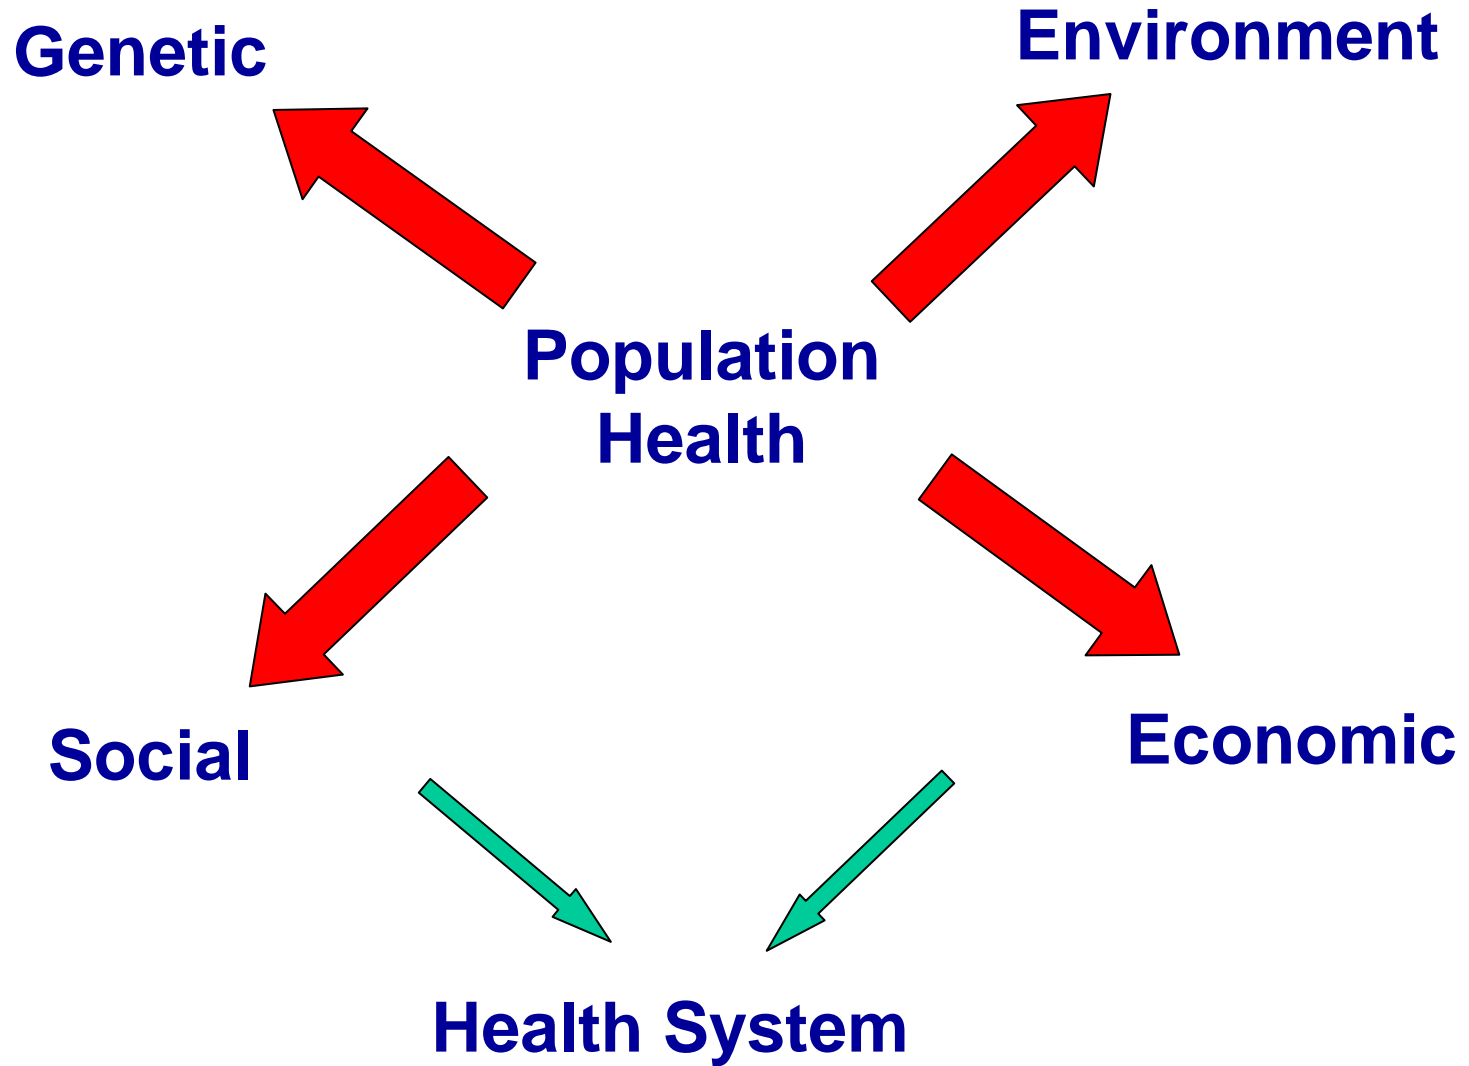 Genetic
Environment
Population
Health
Social
Economic
Health System